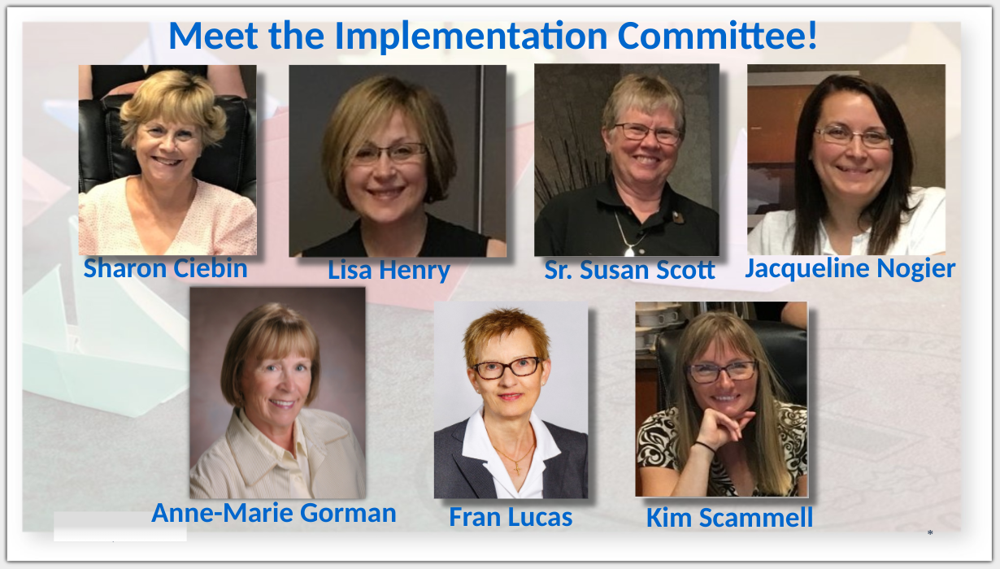 Meet the Implementation Committee!
Sharon Ciebin
Lisa Henry
Sr. Susan Scott
Jacqueline Nogier
Anne-Marie Gorman
Fran Lucas
Kim Scammell
*